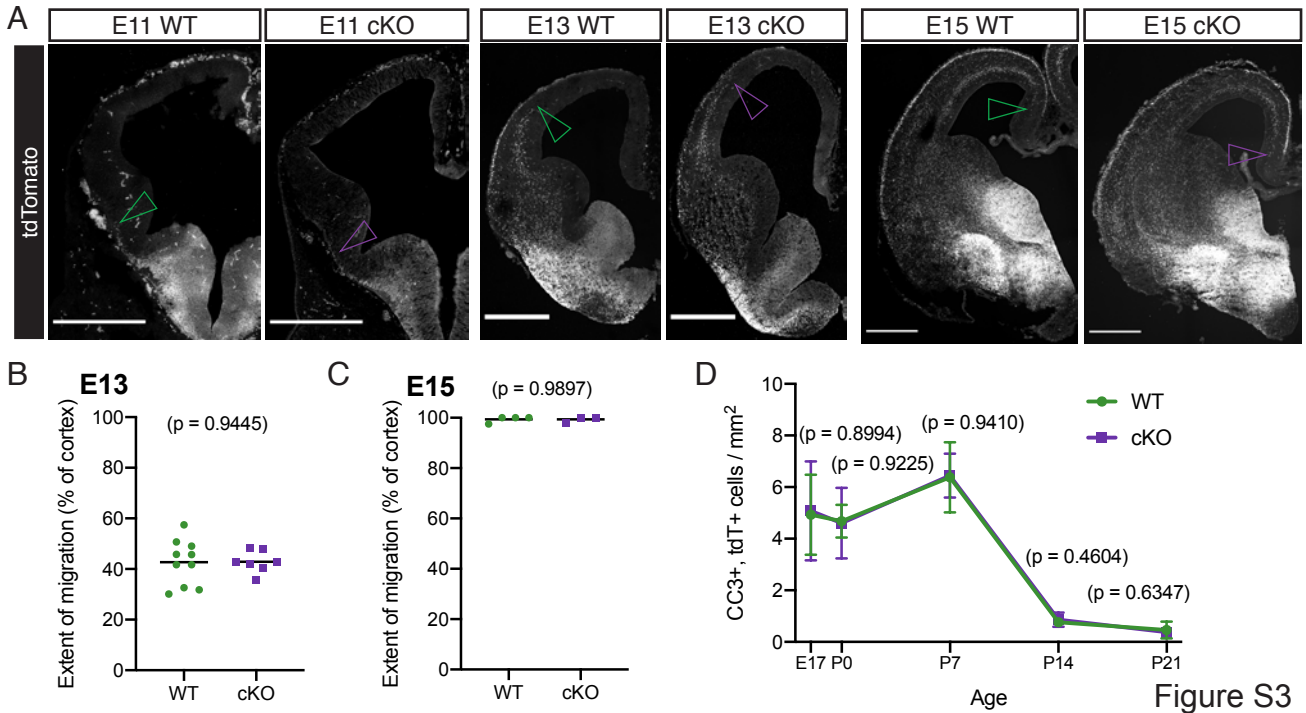 A
E11 WT
E11 cKO
E13 WT
E13 cKO
E15 WT
E15 cKO
tdTomato
B
E13
(p = 0.9445)
Extent of migration (% of cortex)
100
80
60
40
20
0
WT
cKO
C
E15
(p = 0.9897)
Extent of migration (% of cortex)
100
80
60
40
20
0
WT
cKO
D
CC3+, tdT+ cells / mm²
10
8
6
4
2
0
(p = 0.8994)
(p = 0.9225)
(p = 0.9410)
(p = 0.4604)
(p = 0.6347)
WT
cKO
E17
P0
P7
P14
P21
Age
Figure S3